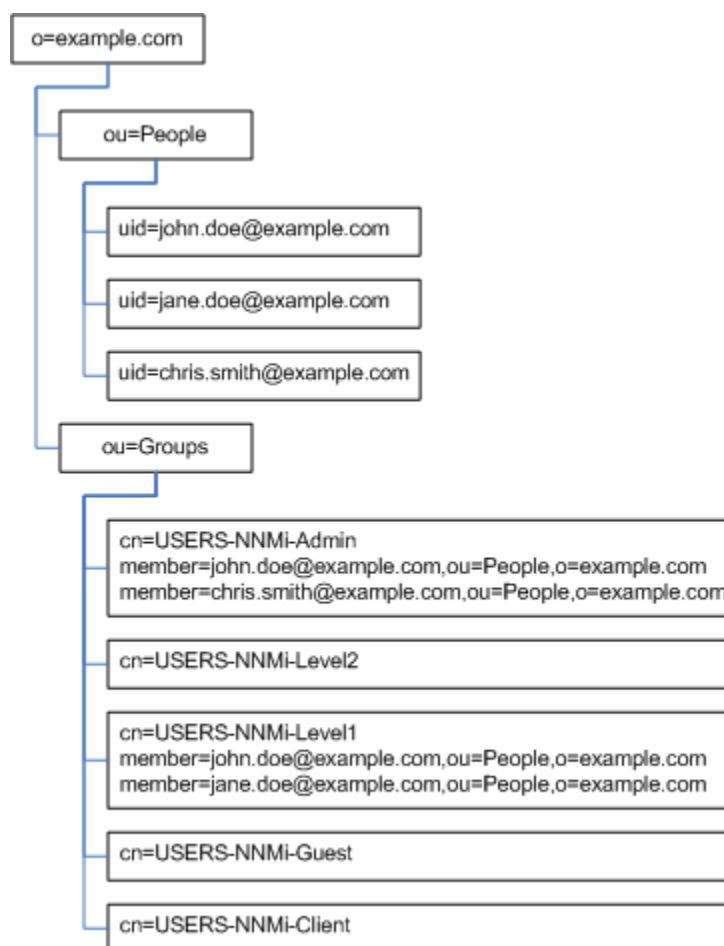 o=example.com
ou=People
uid=john.doe@example.com
uid=jane.doe@example.com
uid=chris.smith@example.com
ou=Groups
cn=USERS-NNMi-Admin
member=john.doe@example.com,ou=People,o=example.com
member=chris.smith@example.com,ou=People,o=example.com
cn=USERS-NNMi-Level2
cn=USERS-NNMi-Level1
member=john.doe@example.com,ou=People,o=example.com
member=jane.doe@example.com,ou=People,o=example.com
cn=USERS-NNMi-Guest
cn=USERS-NNMi-Client